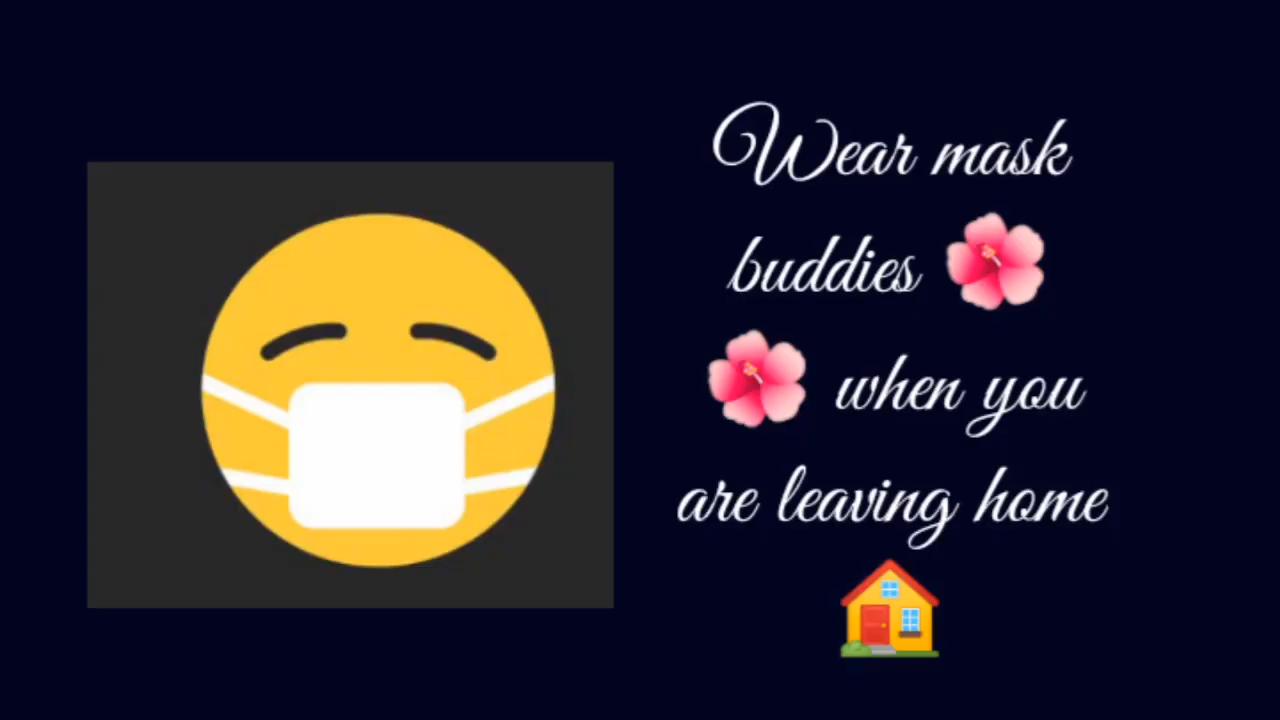 Wear mask
buddies 🌺
🌺 when you
are leaving home
🏠